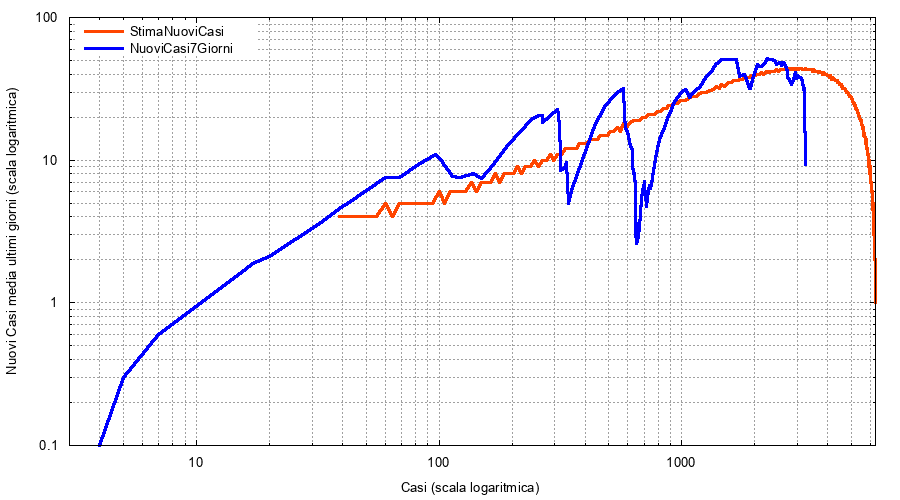 100
10
1
0.1
Nuovi Casi media ultimi giorni (scala logaritmica)
StimaNuoviCasi
NuoviCasi7Giorni
10 100 1000
Casi (scala logaritmica)